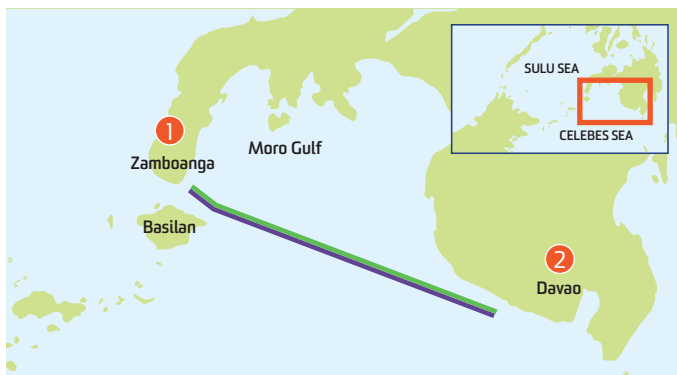 SULU SEA
CELEBES SEA
1
Zamboanga
Moro Gulf
Basilan
2
Davao